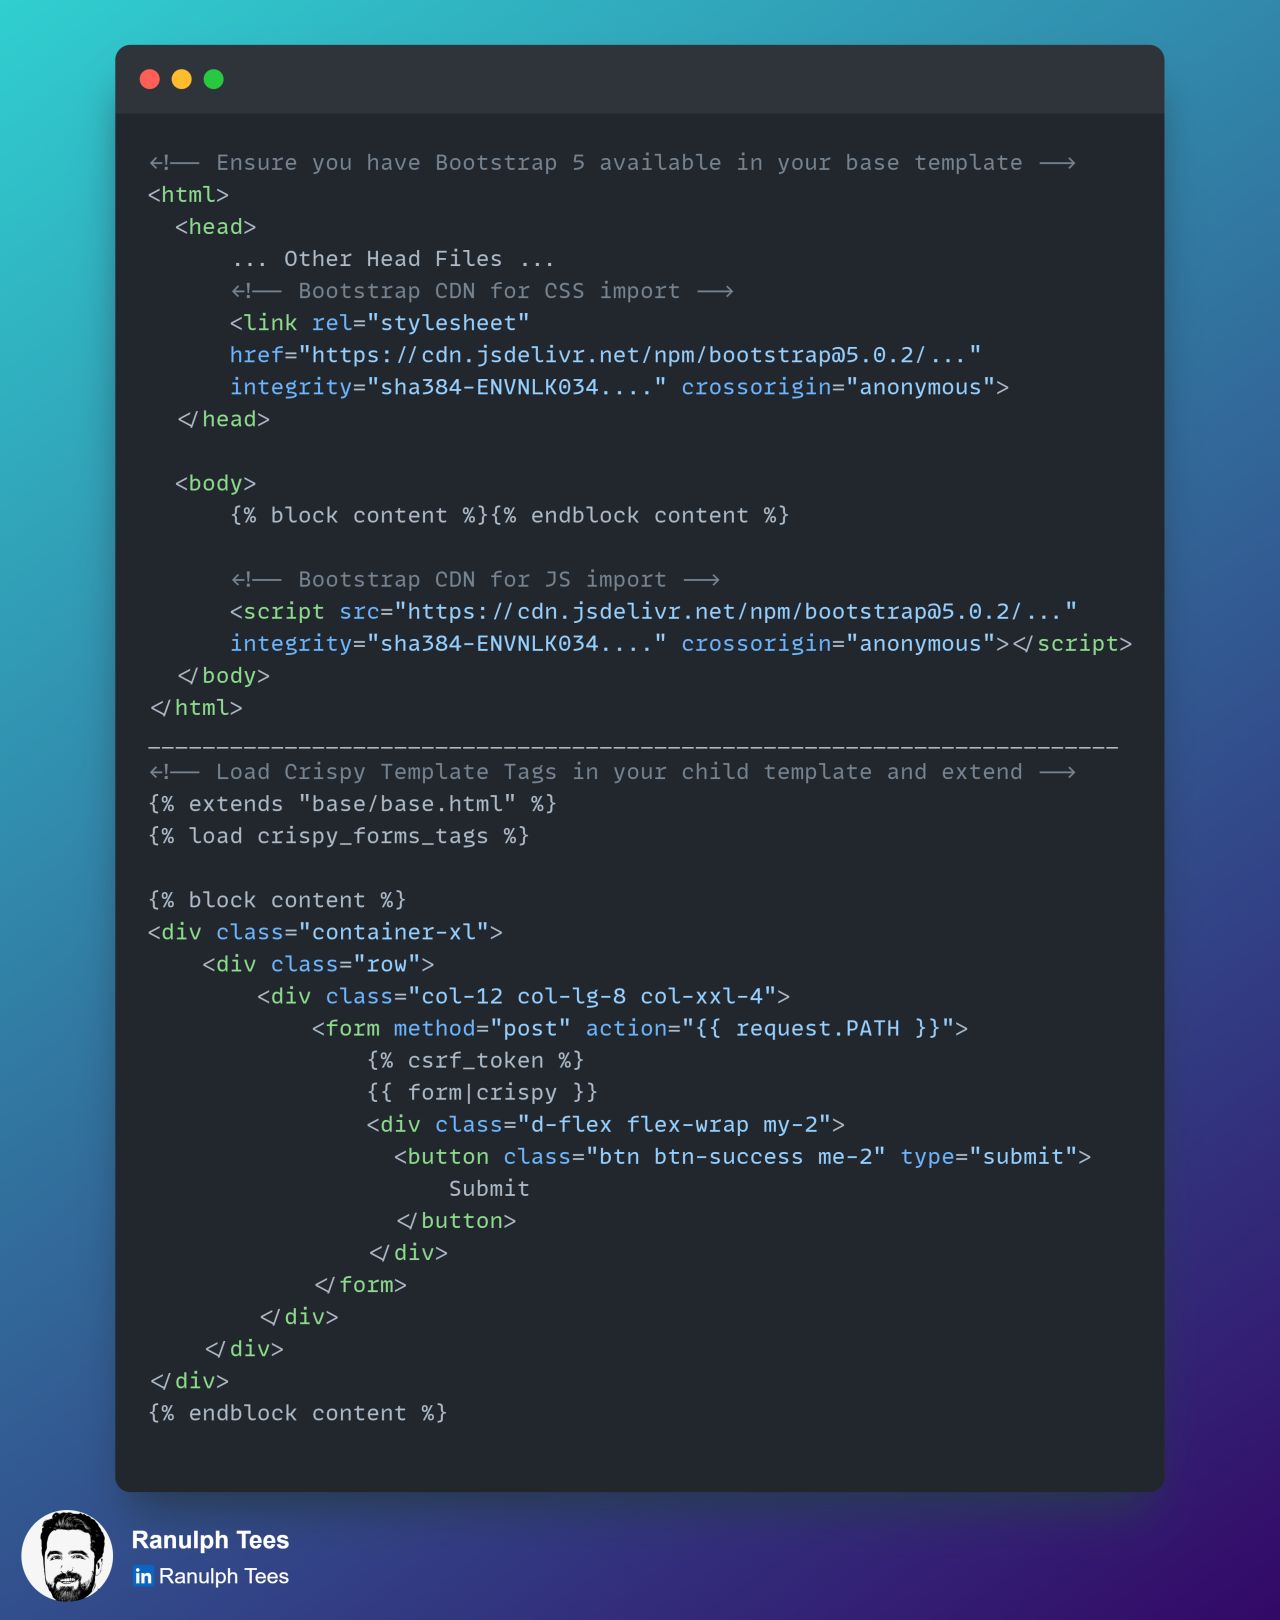 <!-- Ensure you have Bootstrap 5 available in your base template -->
<html>
  <head>
      ... Other Head Files ...
      <!-- Bootstrap CDN for CSS import -->
      <link rel="stylesheet"
      href="https://cdn.jsdelivr.net/npm/bootstrap@5.0.2/..."
      integrity="sha384-ENVNLK034...." crossorigin="anonymous">
  </head>

  <body>
      {% block content %}{% endblock content %}

      <!-- Bootstrap CDN for JS import -->
      <script src="https://cdn.jsdelivr.net/npm/bootstrap@5.0.2/..."
      integrity="sha384-ENVNLK034...." crossorigin="anonymous"></script>
  </body>
</html>
_______________________________________________________________________
<!-- Load Crispy Template Tags in your child template and extend -->
{% extends "base/base.html" %}
{% load crispy_forms_tags %}

{% block content %}
<div class="container-xl">
    <div class="row">
        <div class="col-12 col-lg-8 col-xxl-4">
            <form method="post" action="{{ request.PATH }}">
                {% csrf_token %}
                {{ form|crispy }}
                <div class="d-flex flex-wrap my-2">
                  <button class="btn btn-success me-2" type="submit">
                      Submit
                  </button>
                </div>
            </form>
        </div>
    </div>
</div>
{% endblock content %}
Ranulph Tees
in Ranulph Tees